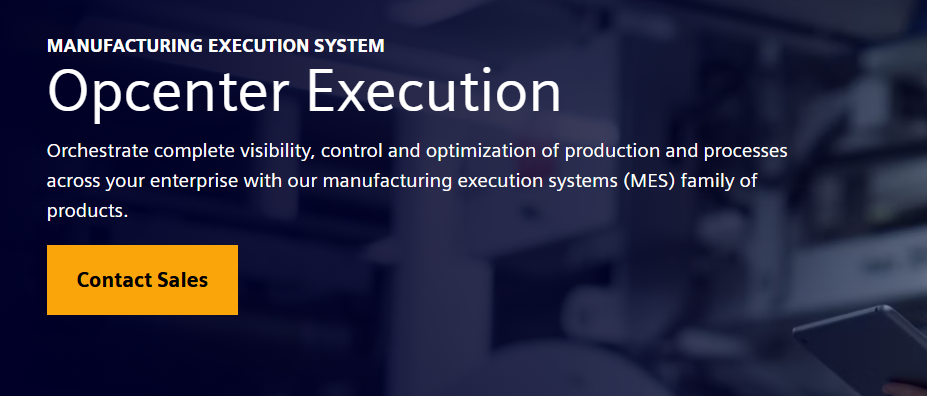 MANUFACTURING EXECUTION SYSTEM
Opcenter Execution
Orchestrate complete visibility, control and optimization of production and processes
across your enterprise with our manufacturing execution systems (MES) family of
products.
Contact Sales